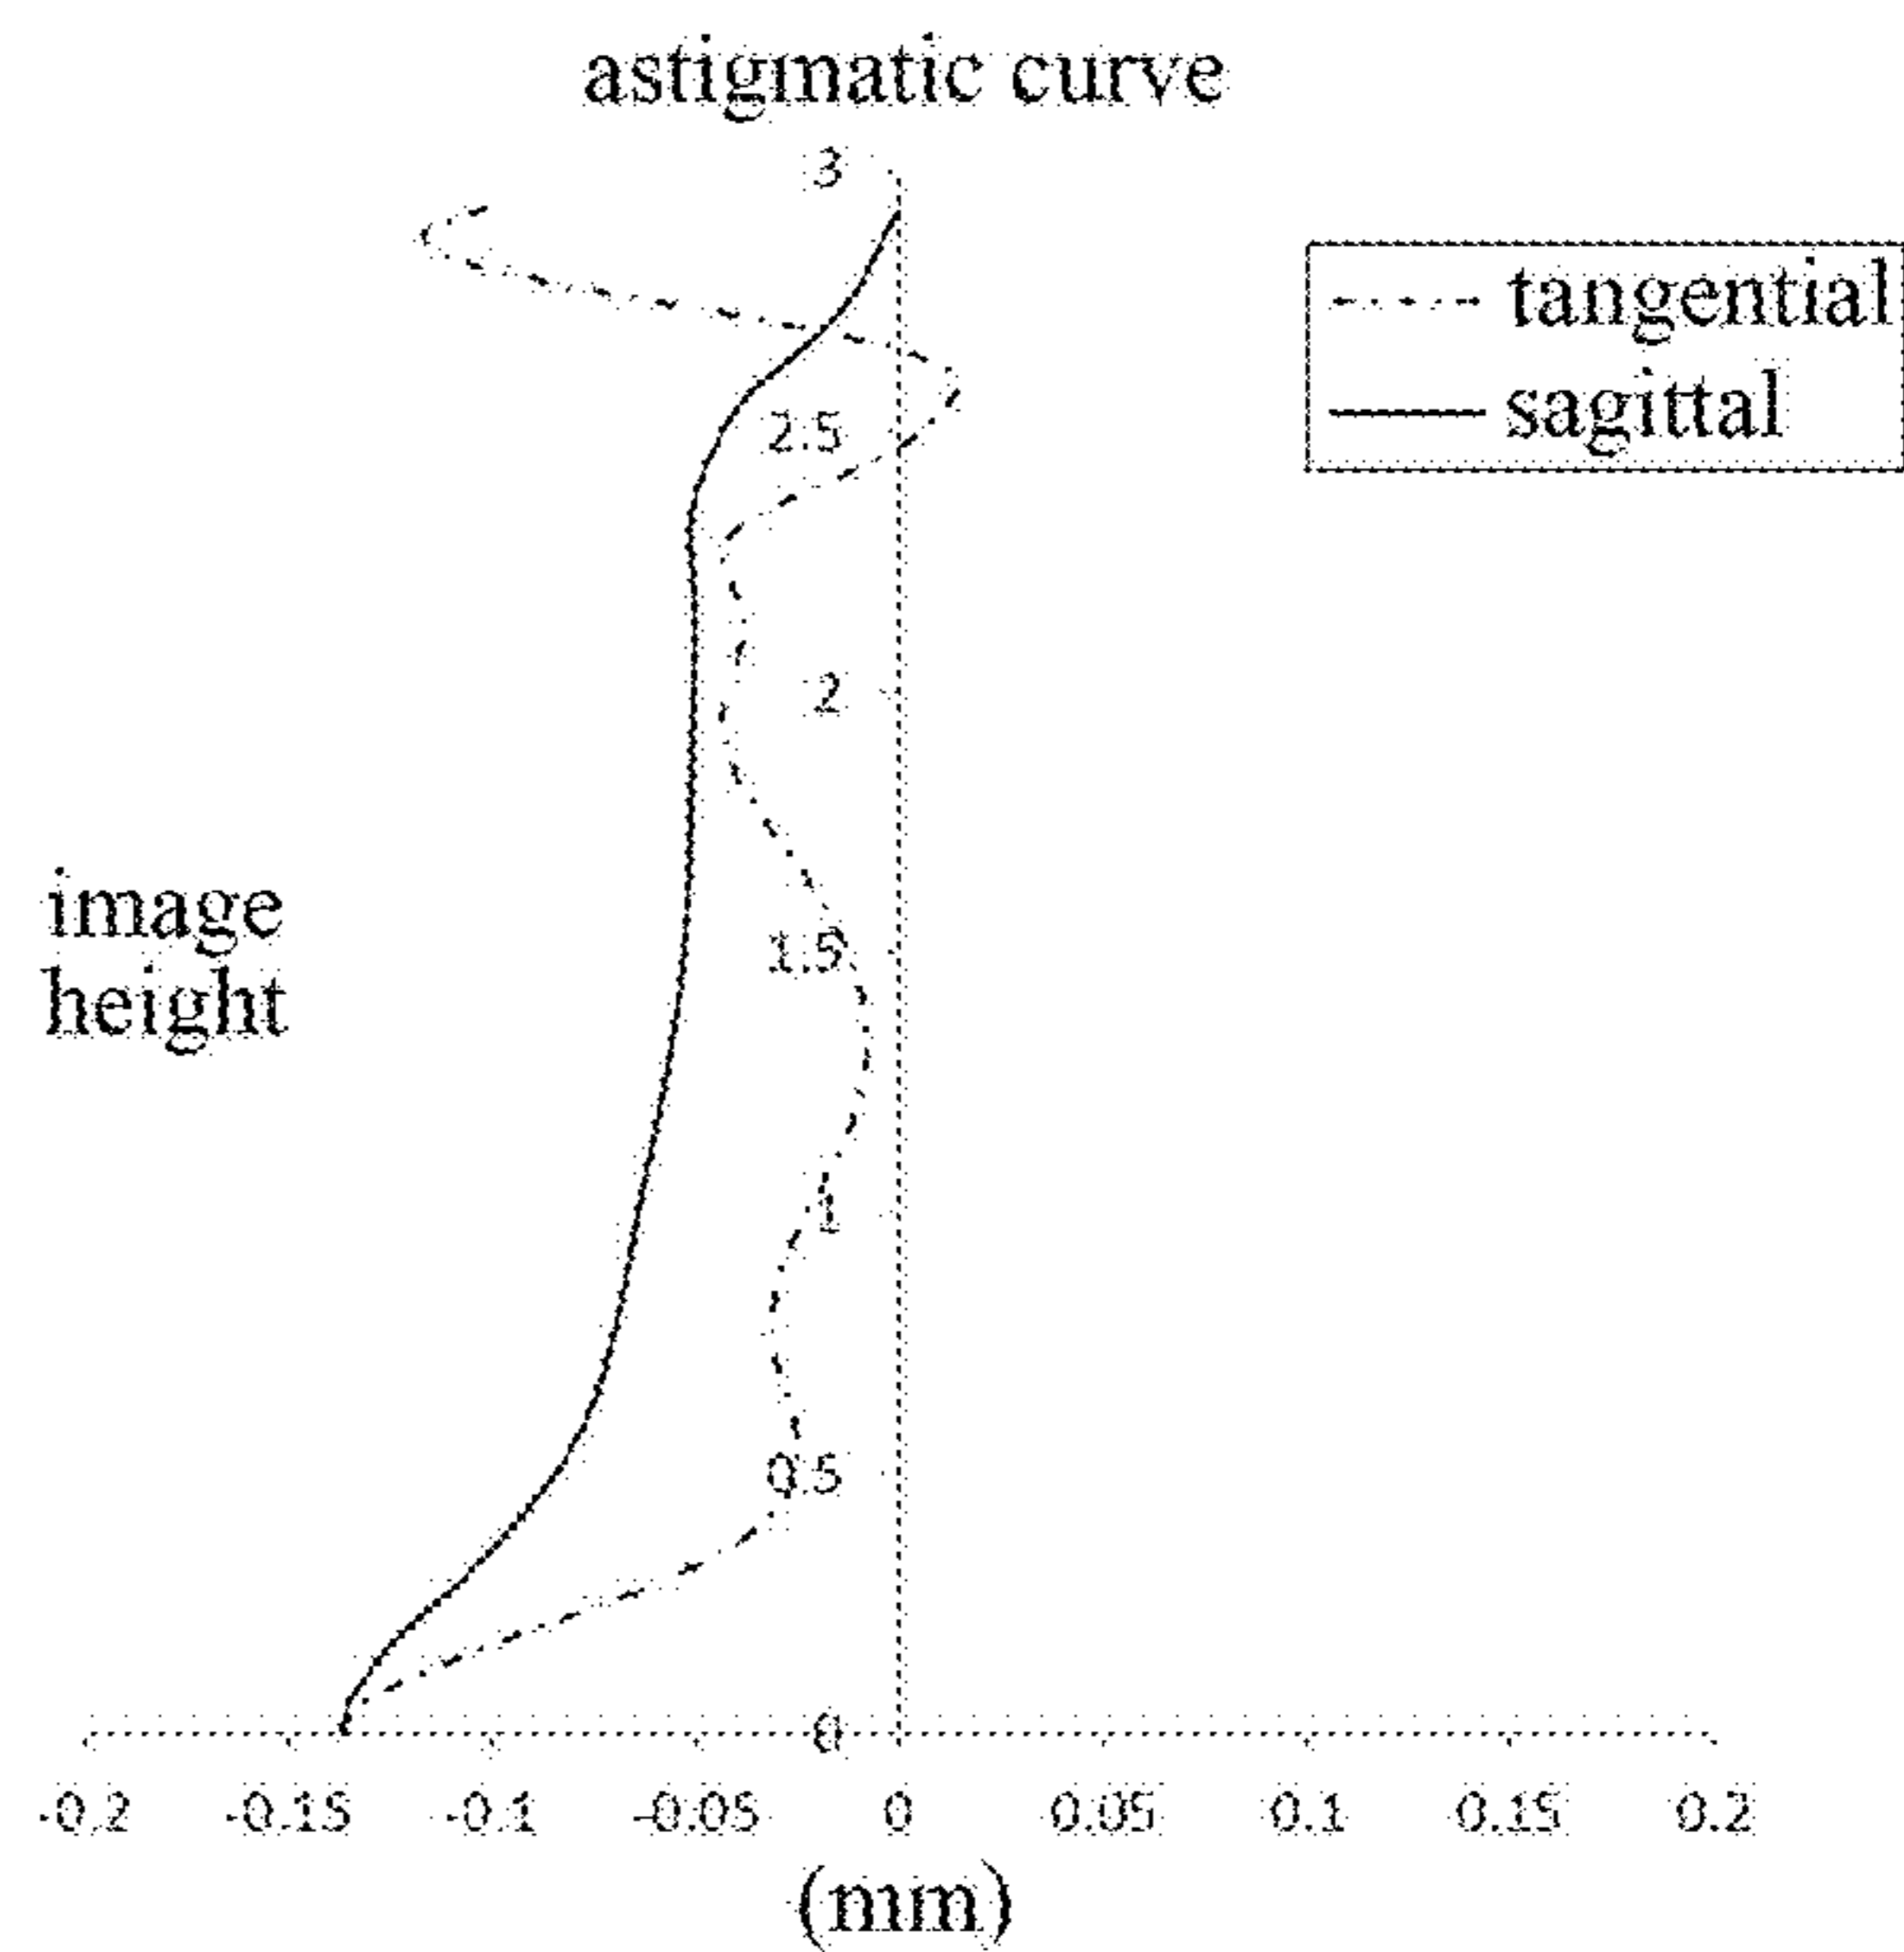 astigmatic curve
3
tangential
sagittal
2.5
2
image
height
1.5
1
0.5
0
-0.2 -0.15 -0.1 -0.05 0 0.05 0.1 0.15 0.2
(mm)